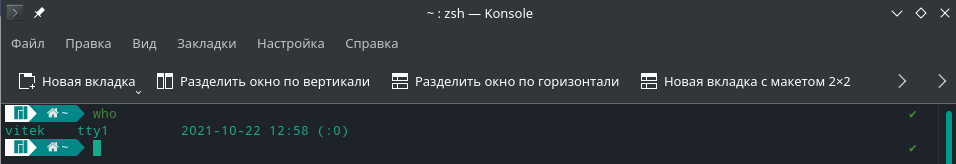 ~ : zsh — Konsole
Файл Правка Вид Закладки Настройка Справка
Новая вкладка Разделить окно по вертикали Разделить окно по горизонтали Новая вкладка с макетом 2×2
~ who ✔
vitek tty1 2021-10-22 12:58 (:0)
~ ✔